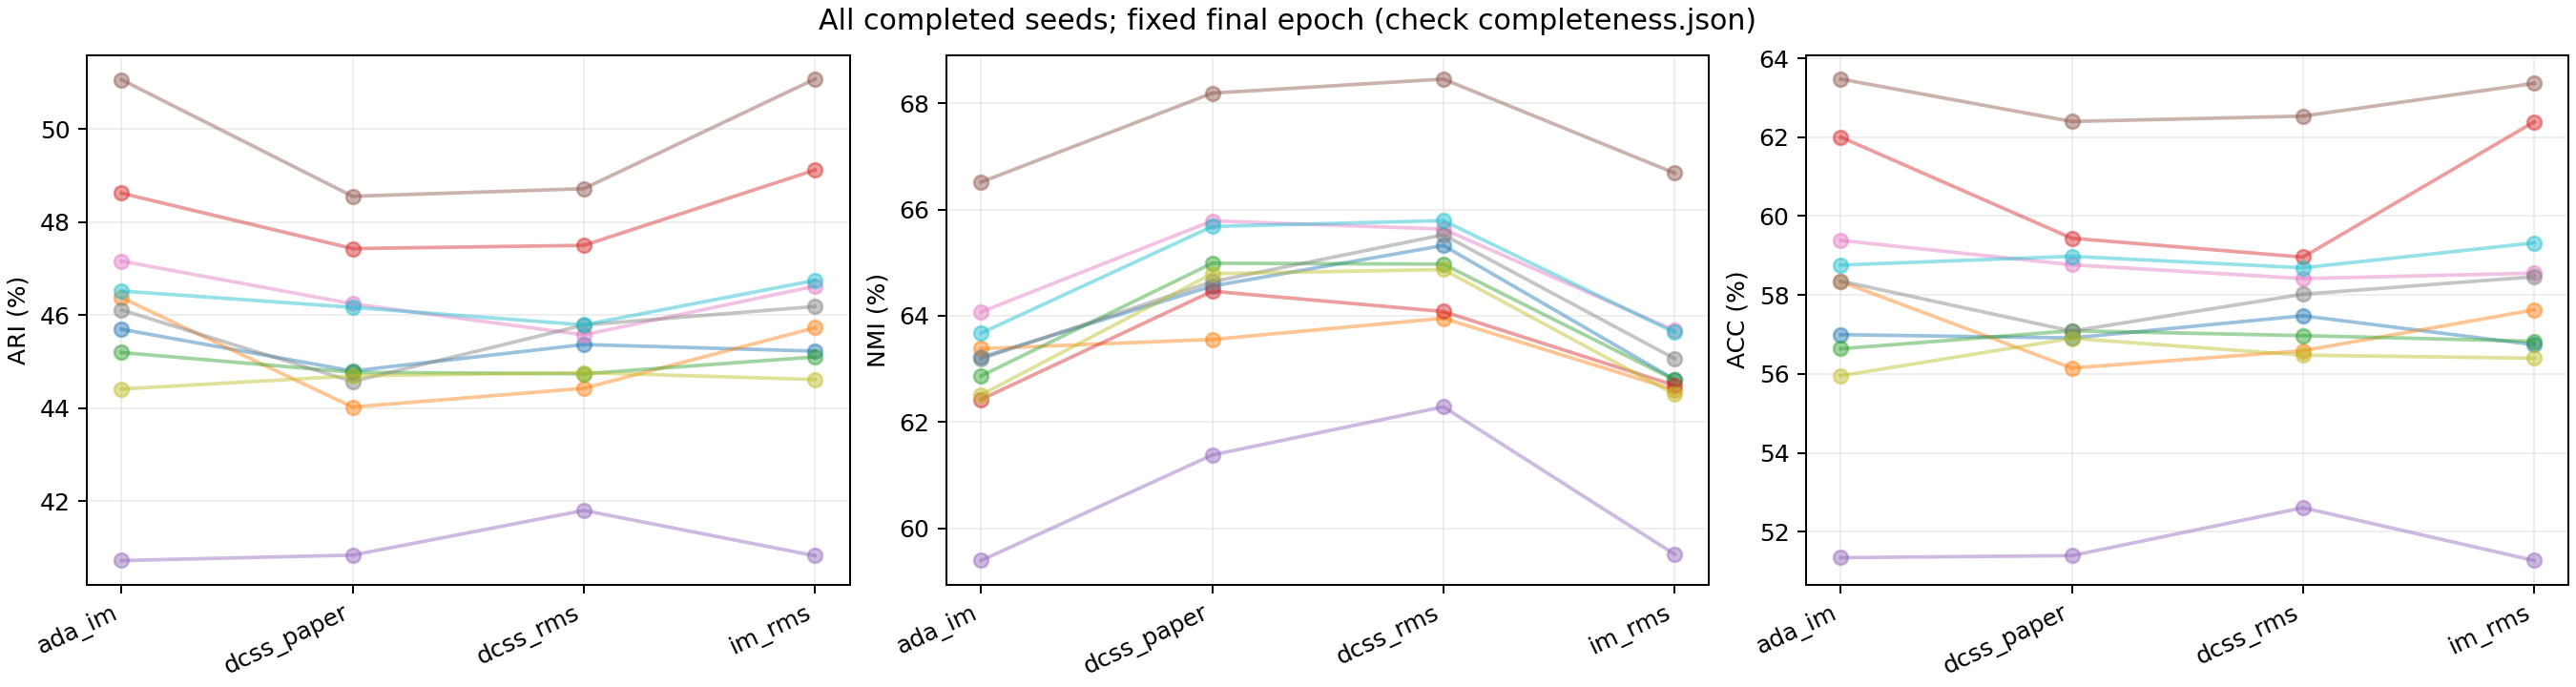 All completed seeds; fixed final epoch (check completeness.json)
ARI (%)
50
48
46
44
42
ada_im
dcss_paper
dcss_rms
im_rms
NMI (%)
68
66
64
62
60
ada_im
dcss_paper
dcss_rms
im_rms
ACC (%)
64
62
60
58
56
54
52
ada_im
dcss_paper
dcss_rms
im_rms